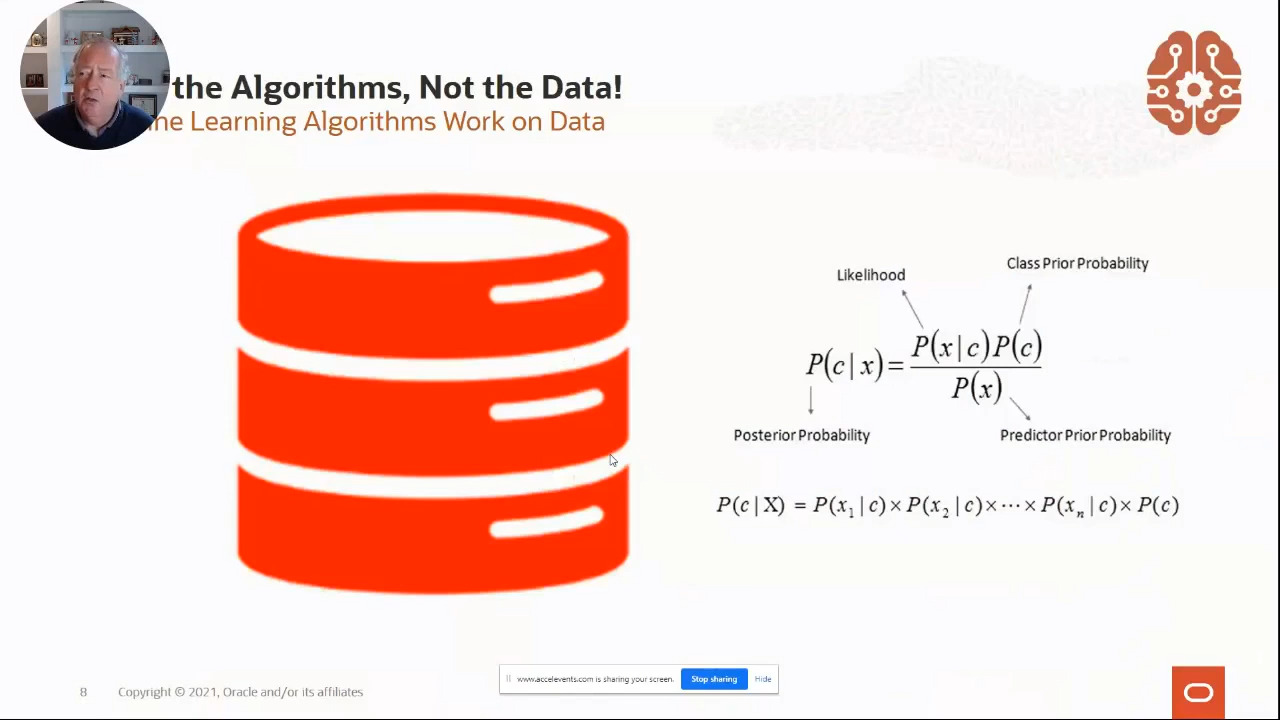 the Algorithms, Not the Data!
Learning Algorithms Work on Data
Likelihood
Class Prior Probability
P(c|x) = P(x|c)P(c) / P(x)
Posterior Probability
Predictor Prior Probability
P(c|X) = P(x₁|c)×P(x₂|c)×⋯×P(xₙ|c)×P(c)
www.accelevents.com is sharing your screen.
Stop sharing
Hide
8
Copyright © 2021, Oracle and/or its affiliates